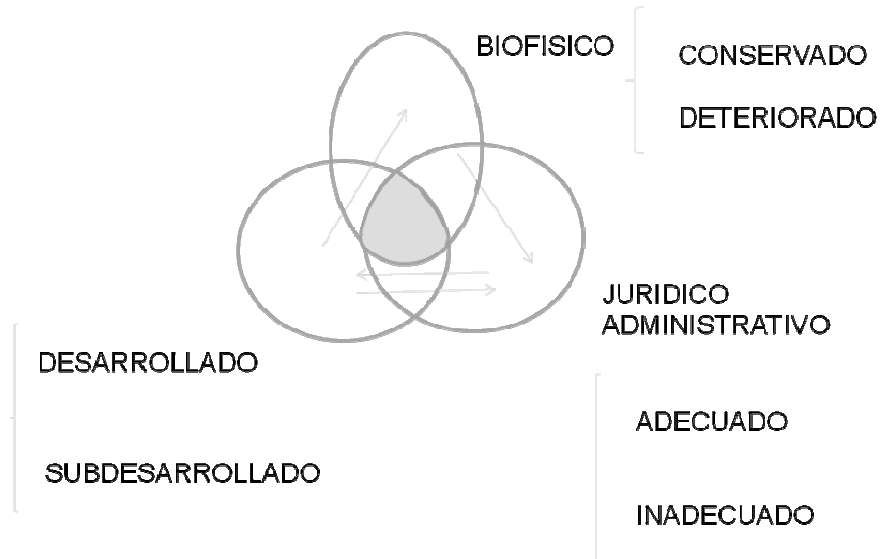 BIOFISICO
CONSERVADO
DETERIORADO
JURIDICO
ADMINISTRATIVO
DESARROLLADO
ADECUADO
SUBDESARROLLADO
INADECUADO